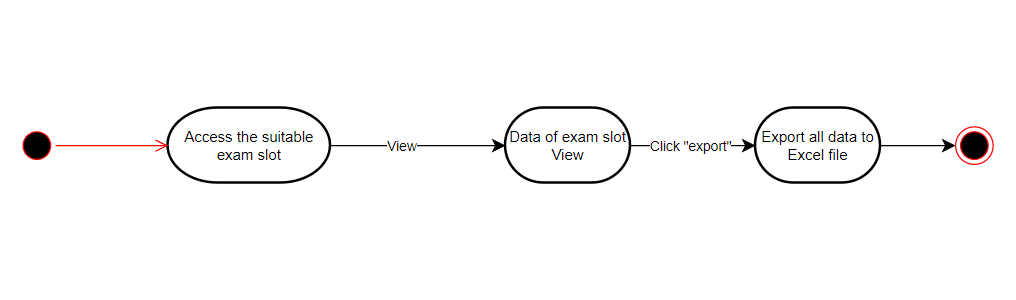 Access the suitable
exam slot
View
Data of exam slot
View
Click "export"
Export all data to
Excel file